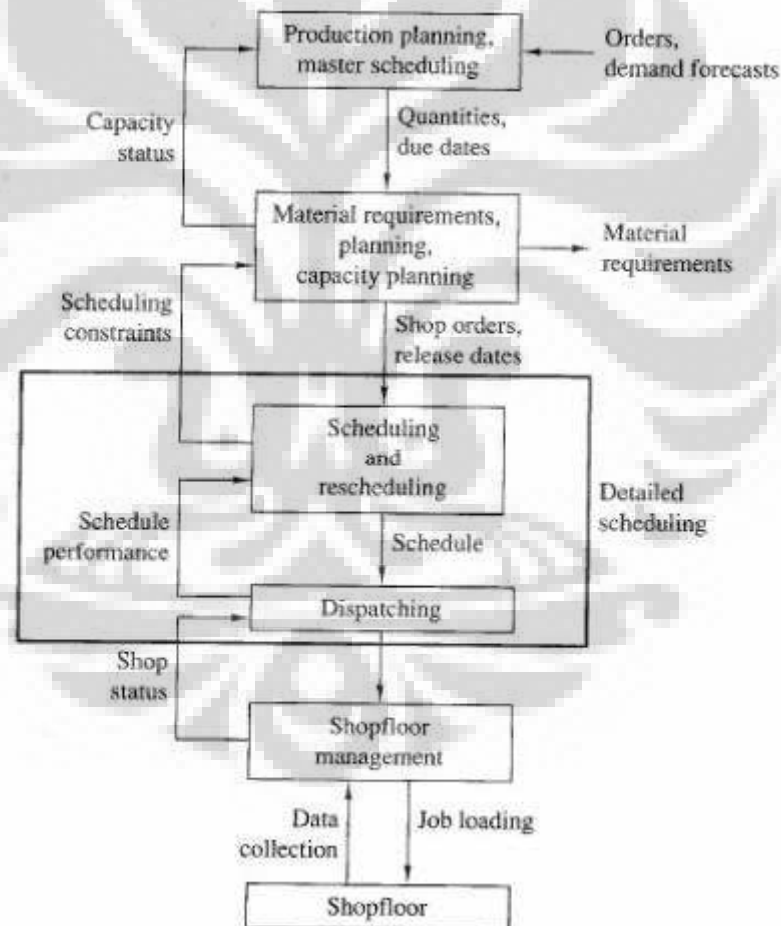 Production planning,
master scheduling
Orders,
demand forecasts
Capacity
status
Quantities,
due dates
Material requirements,
planning,
capacity planning
Material
requirements
Scheduling
constraints
Shop orders,
release dates
Scheduling
and
rescheduling
Detailed
scheduling
Schedule
performance
Schedule
Dispatching
Shop
status
Shopfloor
management
Data
collection
Job loading
Shopfloor